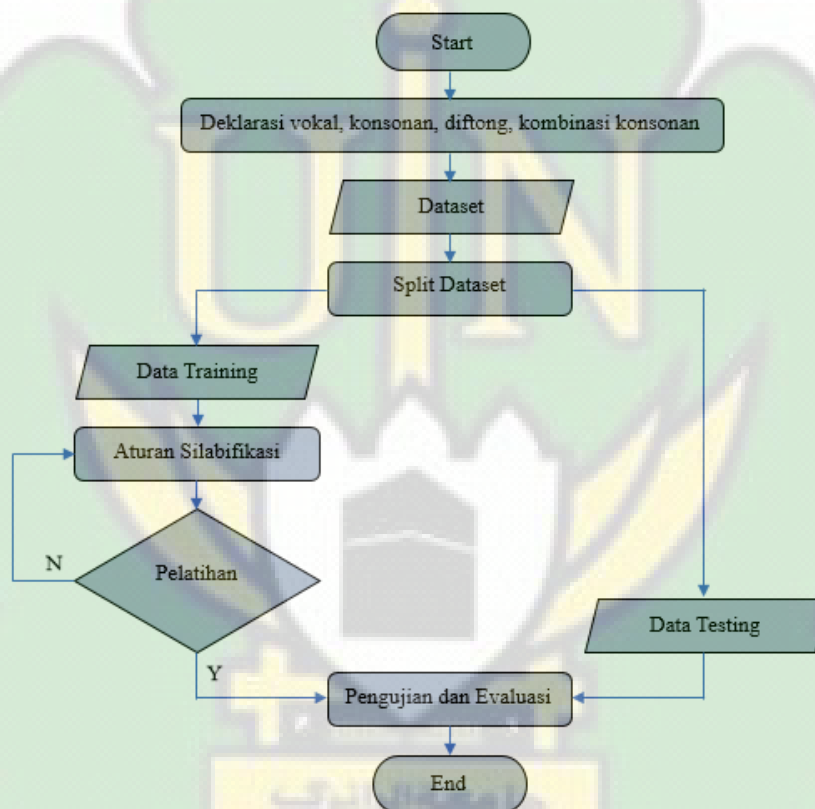 Start
Deklarasi vokal, konsonan, diftong, kombinasi konsonan
Dataset
Split Dataset
Data Training
Aturan Silabifikasi
N
Pelatihan
Data Testing
Y
Pengujian dan Evaluasi
End
UIN